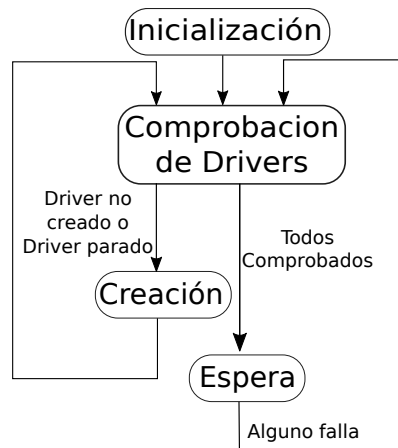 Inicialización
Comprobacion
de Drivers
Driver no
creado o
Driver parado
Todos
Comprobados
Creación
Espera
Alguno falla